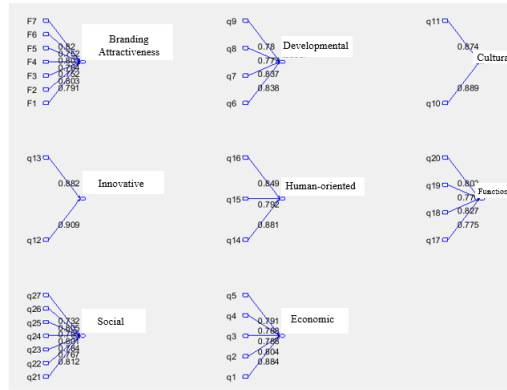 F7
F6
F5
F4
F3
F2
F1
0.82
0.752
0.803
0.791
Branding
Attractiveness
q9
q8
q7
q6
0.78
0.837
0.838
Developmental
q11
q10
0.874
0.889
Cultura
q13
q12
0.882
0.909
Innovative
q16
q15
q14
0.849
0.792
0.881
Human-oriented
q20
q19
q18
q17
0.827
0.775
Function
q27
q26
q25
q24
q23
q22
q21
0.732
0.767
0.812
Social
q5
q4
q3
q2
q1
0.791
0.788
0.804
0.884
Economic